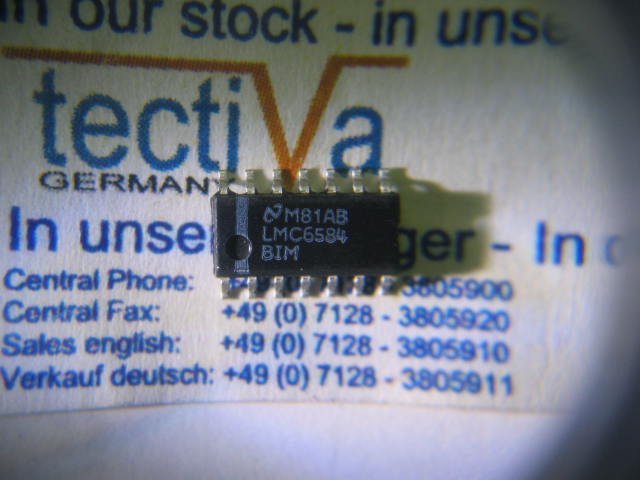 in our stock - in unse
tectiva
GERMANY
M81AB
LMC6584
BIM
In unse ger - In
Central Phone: 3805900
Central Fax: +49 (0) 7128 - 3805920
Sales english: +49 (0) 7128 - 3805910
Verkauf deutsch: +49 (0) 7128 - 3805911